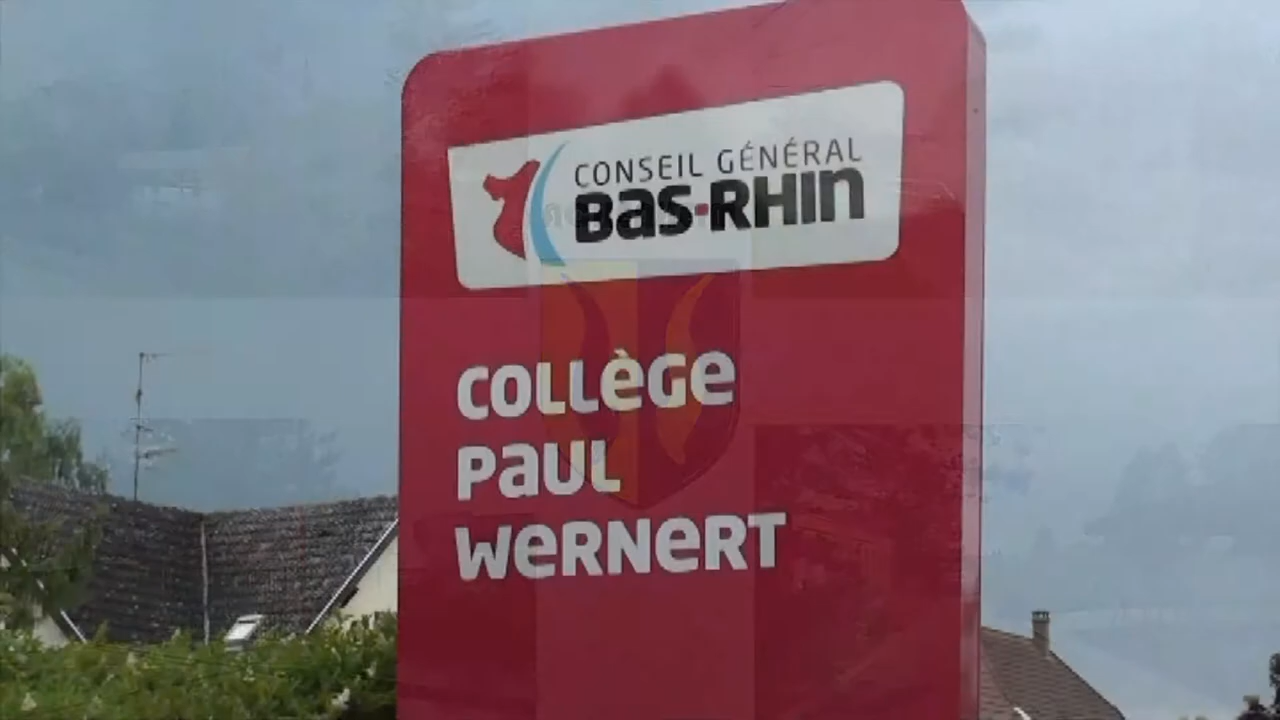 CONSEIL GÉNÉRAL
BAS-RHIN
COLLÈGE
PAUL
WERNERT